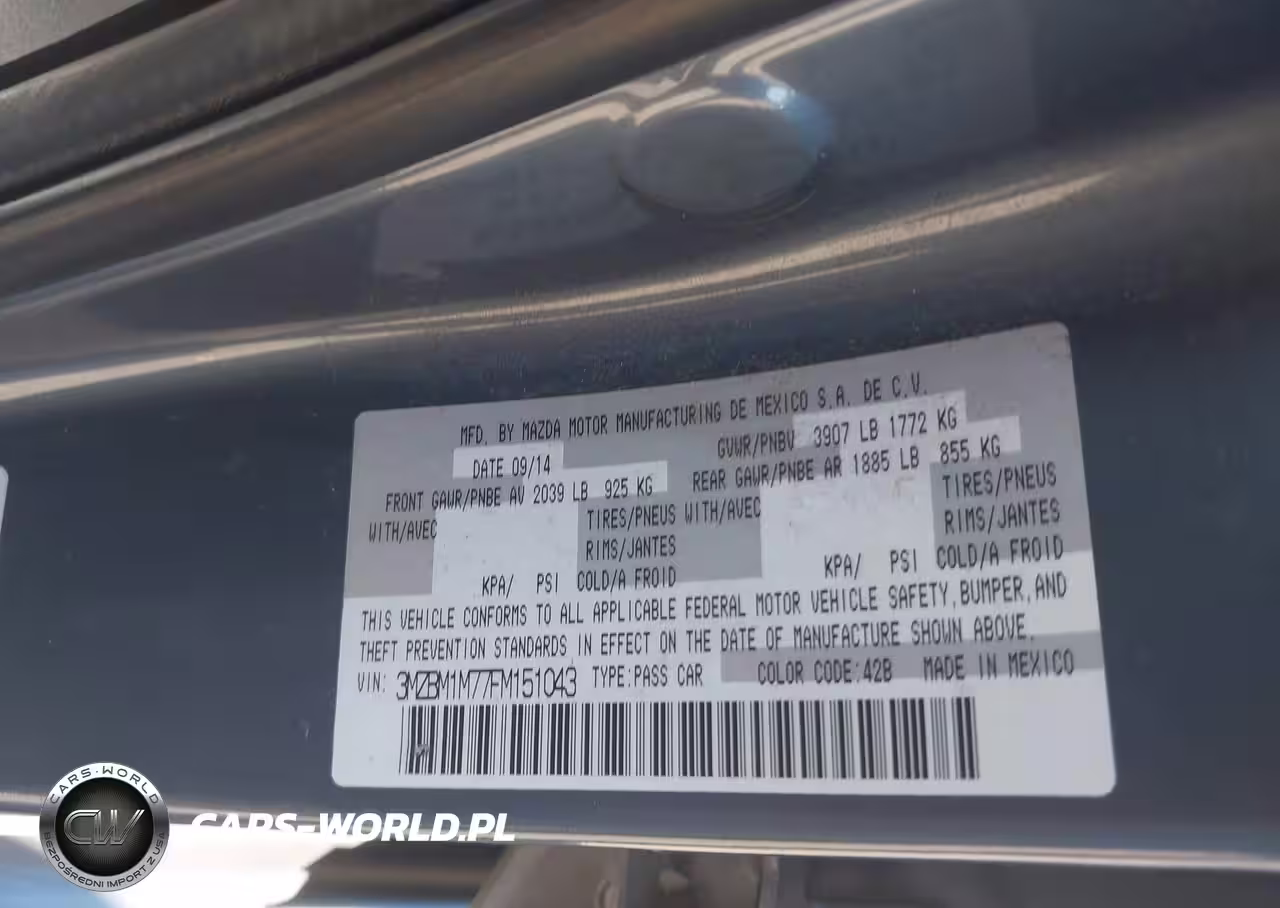 MFD. BY MAZDA MOTOR MANUFACTURING DE MEXICO S.A. DE C.V.
DATE 09/14 GVWR/PNBV 3907 LB 1772 KG
FRONT GAWR/PNBE AV 2039 LB 925 KG REAR GAWR/PNBE AR 1885 LB 855 KG
WITH/AVEC TIRES/PNEUS WITH/AVEC TIRES/PNEUS
RIMS/JANTES RIMS/JANTES
KPA/ PSI COLD/A FROID KPA/ PSI COLD/A FROID
THIS VEHICLE CONFORMS TO ALL APPLICABLE FEDERAL MOTOR VEHICLE SAFETY, BUMPER, AND
THEFT PREVENTION STANDARDS IN EFFECT ON THE DATE OF MANUFACTURE SHOWN ABOVE.
VIN: 3MZBM1M77FM151043 TYPE:PASS CAR COLOR CODE:42B MADE IN MEXICO
CARS-WORLD
CW
BEZPOŚREDNI IMPORT Z USA
CARS-WORLD.PL